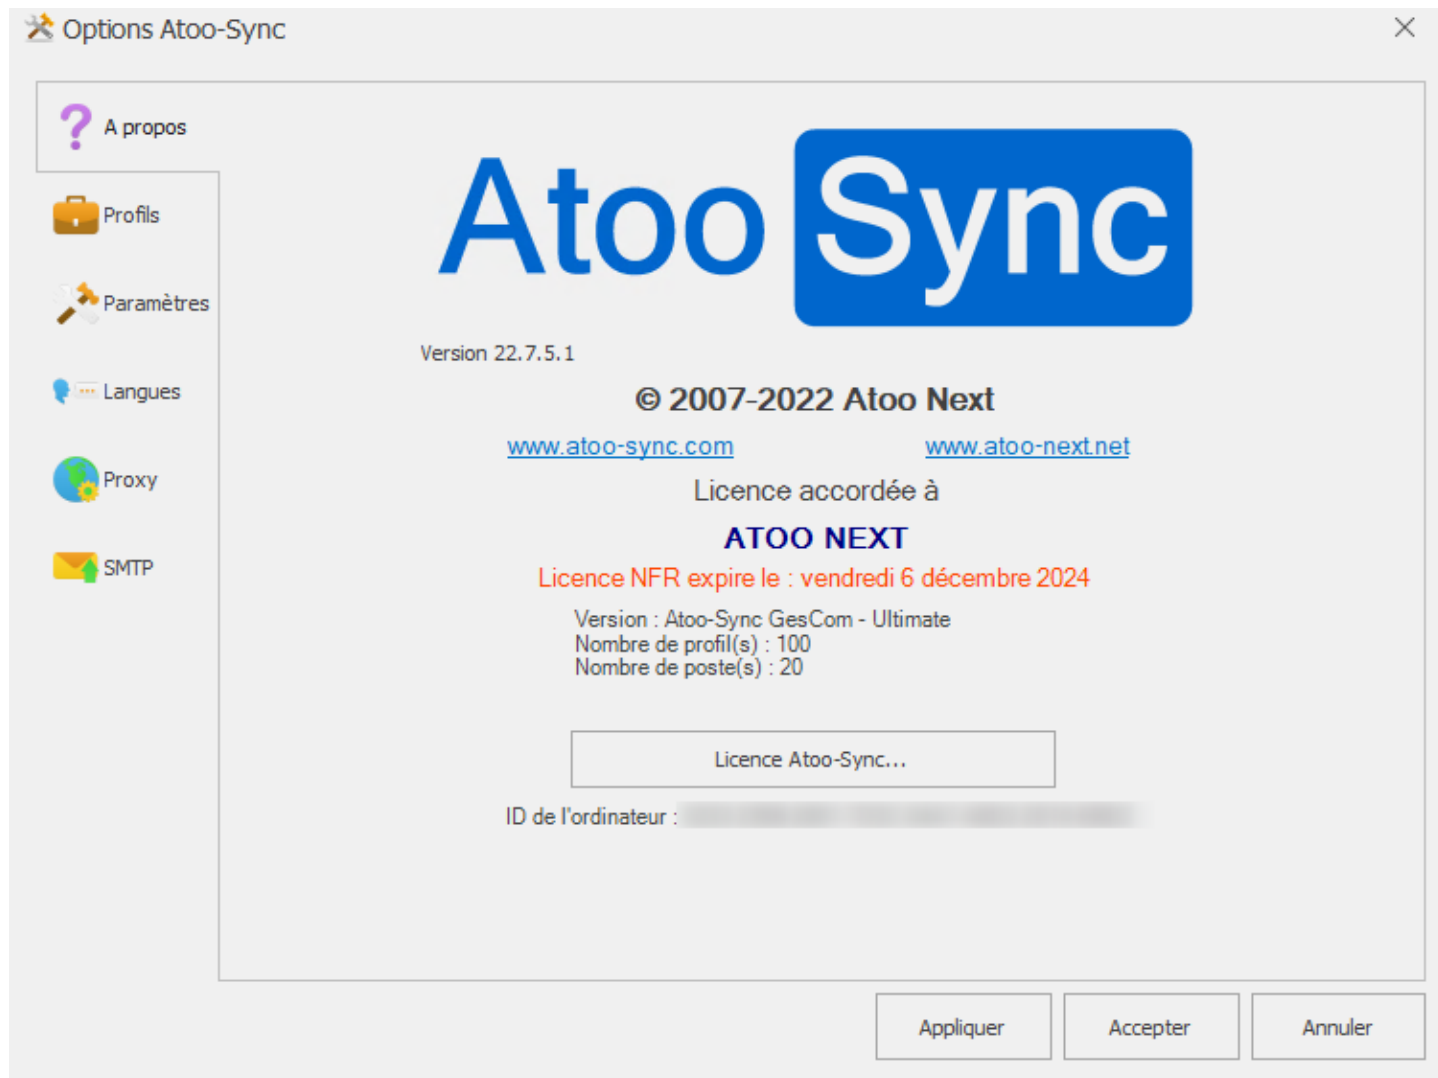 Options Atoo-Sync
A propos
Profils
Paramètres
Langues
Proxy
SMTP
Atoo Sync
Version 22.7.5.1
© 2007-2022 Atoo Next
www.atoo-sync.com www.atoo-next.net
Licence accordée à
ATOO NEXT
Licence NFR expire le : vendredi 6 décembre 2024
Version : Atoo-Sync GesCom - Ultimate
Nombre de profil(s) : 100
Nombre de poste(s) : 20
Licence Atoo-Sync...
ID de l'ordinateur :
Appliquer Accepter Annuler